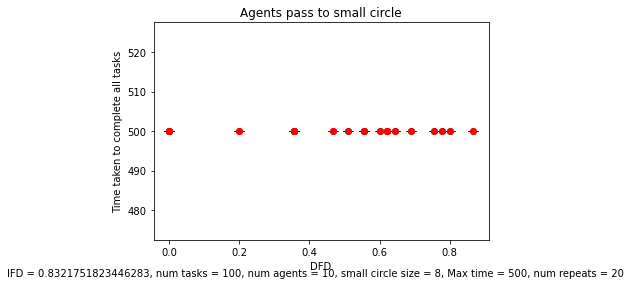 Agents pass to small circle
Time taken to complete all tasks
520
510
500
490
480
0.0 0.2 0.4 0.6 0.8
DFD
IFD = 0.8321751823446283, num tasks = 100, num agents = 10, small circle size = 8, Max time = 500, num repeats = 20